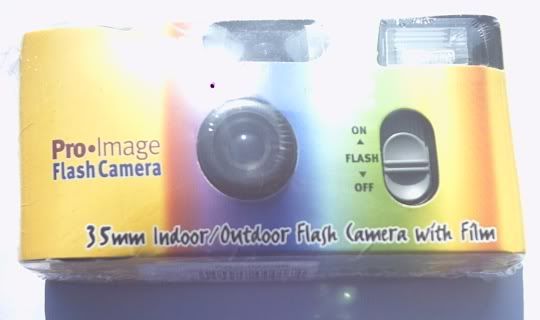 Pro•Image
Flash Camera
ON
FLASH
OFF
35mm Indoor/Outdoor Flash Camera with Film